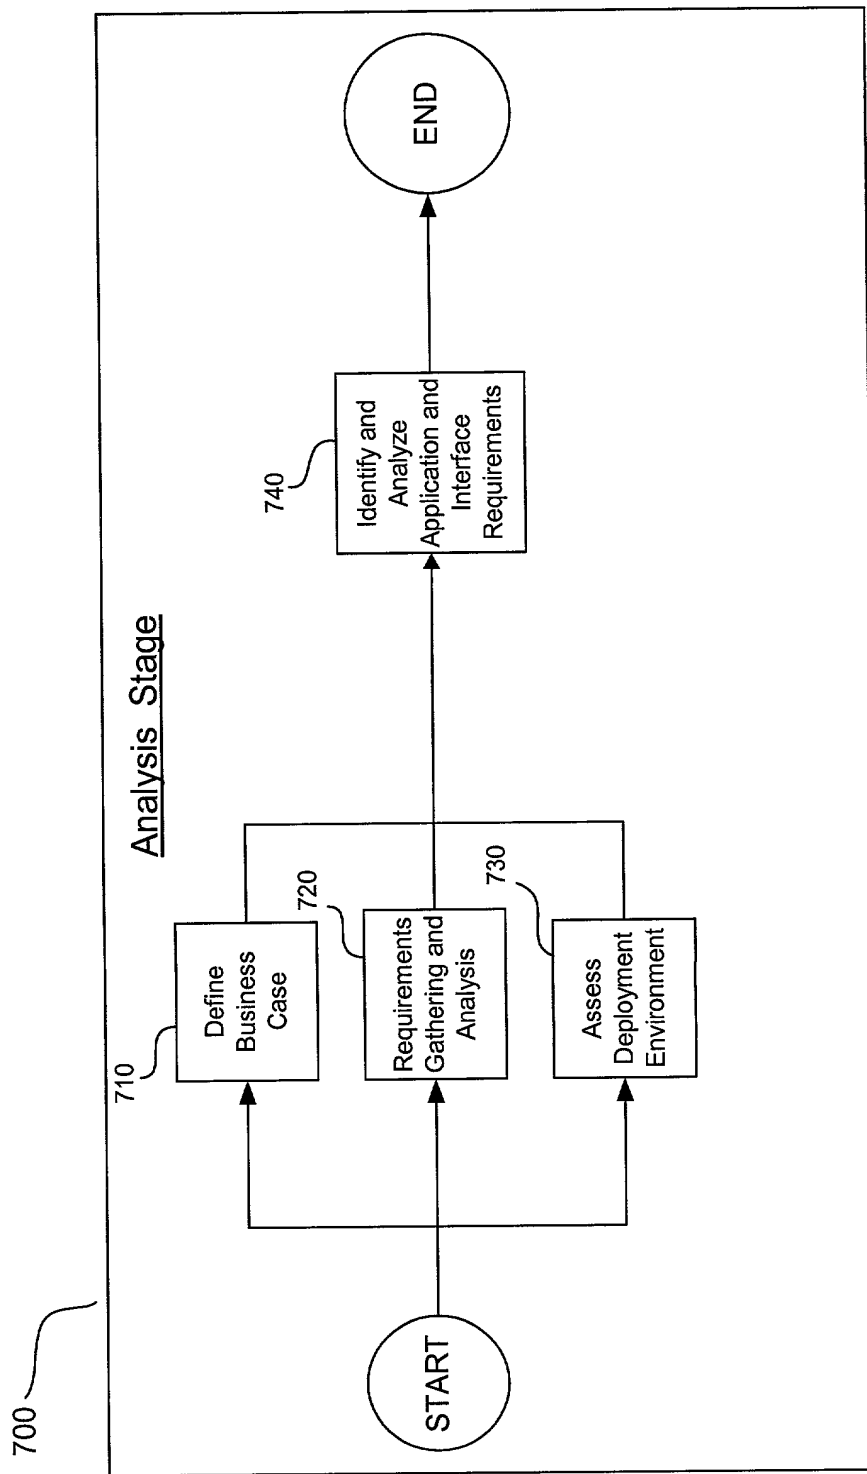 700
Analysis Stage
START
710
Define
Business
Case
720
Requirements
Gathering and
Analysis
730
Assess
Deployment
Environment
740
Identify and
Analyze
Application and
Interface
Requirements
END